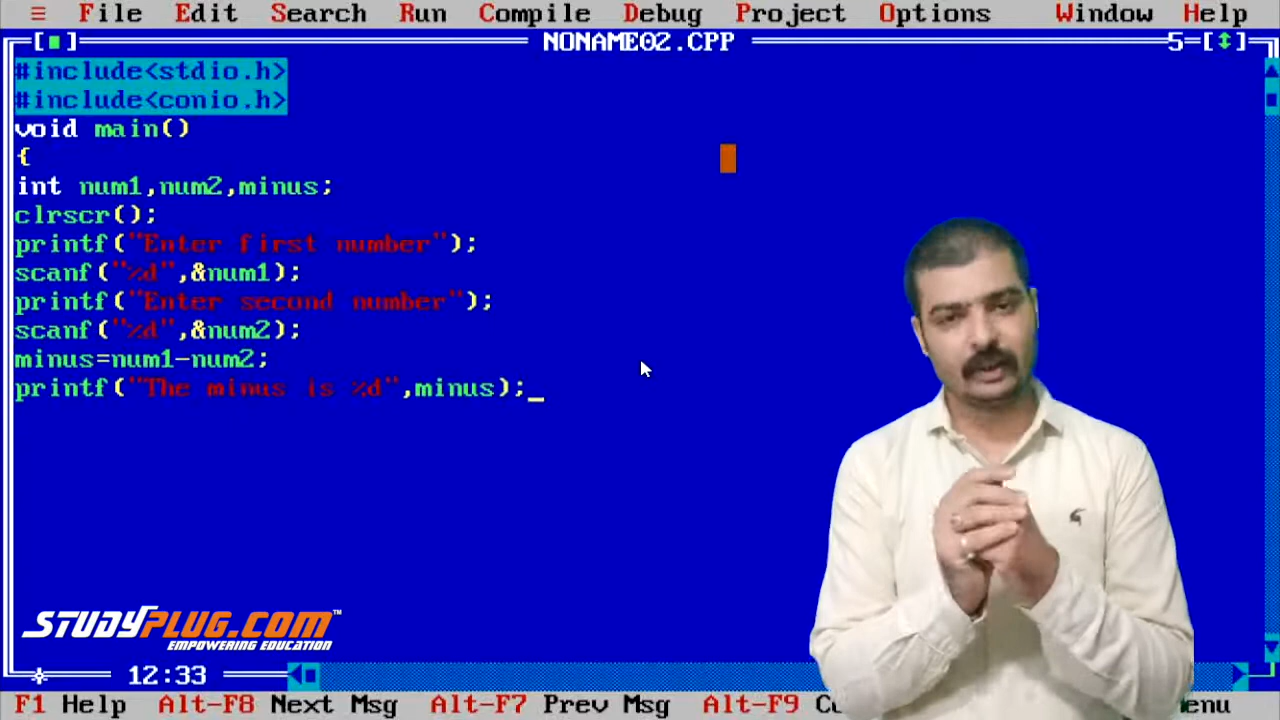 ≡ File Edit Search Run Compile Debug Project Options Window Help
[■] NONAME02.CPP 5=[↕]
#include<stdio.h>
#include<conio.h>
void main()
{
int num1,num2,minus;
clrscr();
printf("Enter first number");
scanf("%d",&num1);
printf("Enter second number");
scanf("%d",&num2);
minus=num1-num2;
printf("The minus is %d",minus);_
STUDYPLUG.COM™
EMPOWERING EDUCATION
12:33
F1 Help Alt-F8 Next Msg Alt-F7 Prev Msg Alt-F9